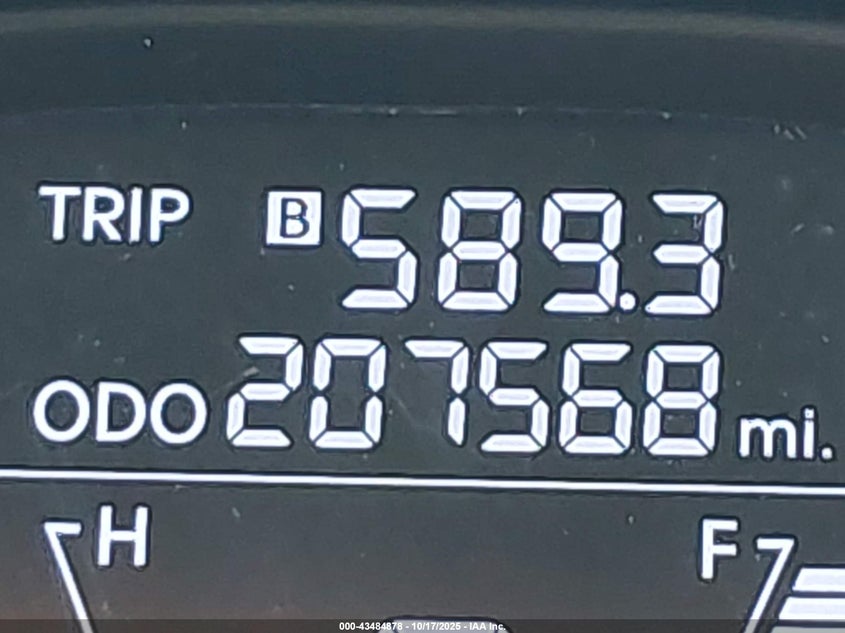 TRIP B 589.3
ODO 207568 mi.
H F
000-43484878 - 10/17/2025 - IAA Inc.